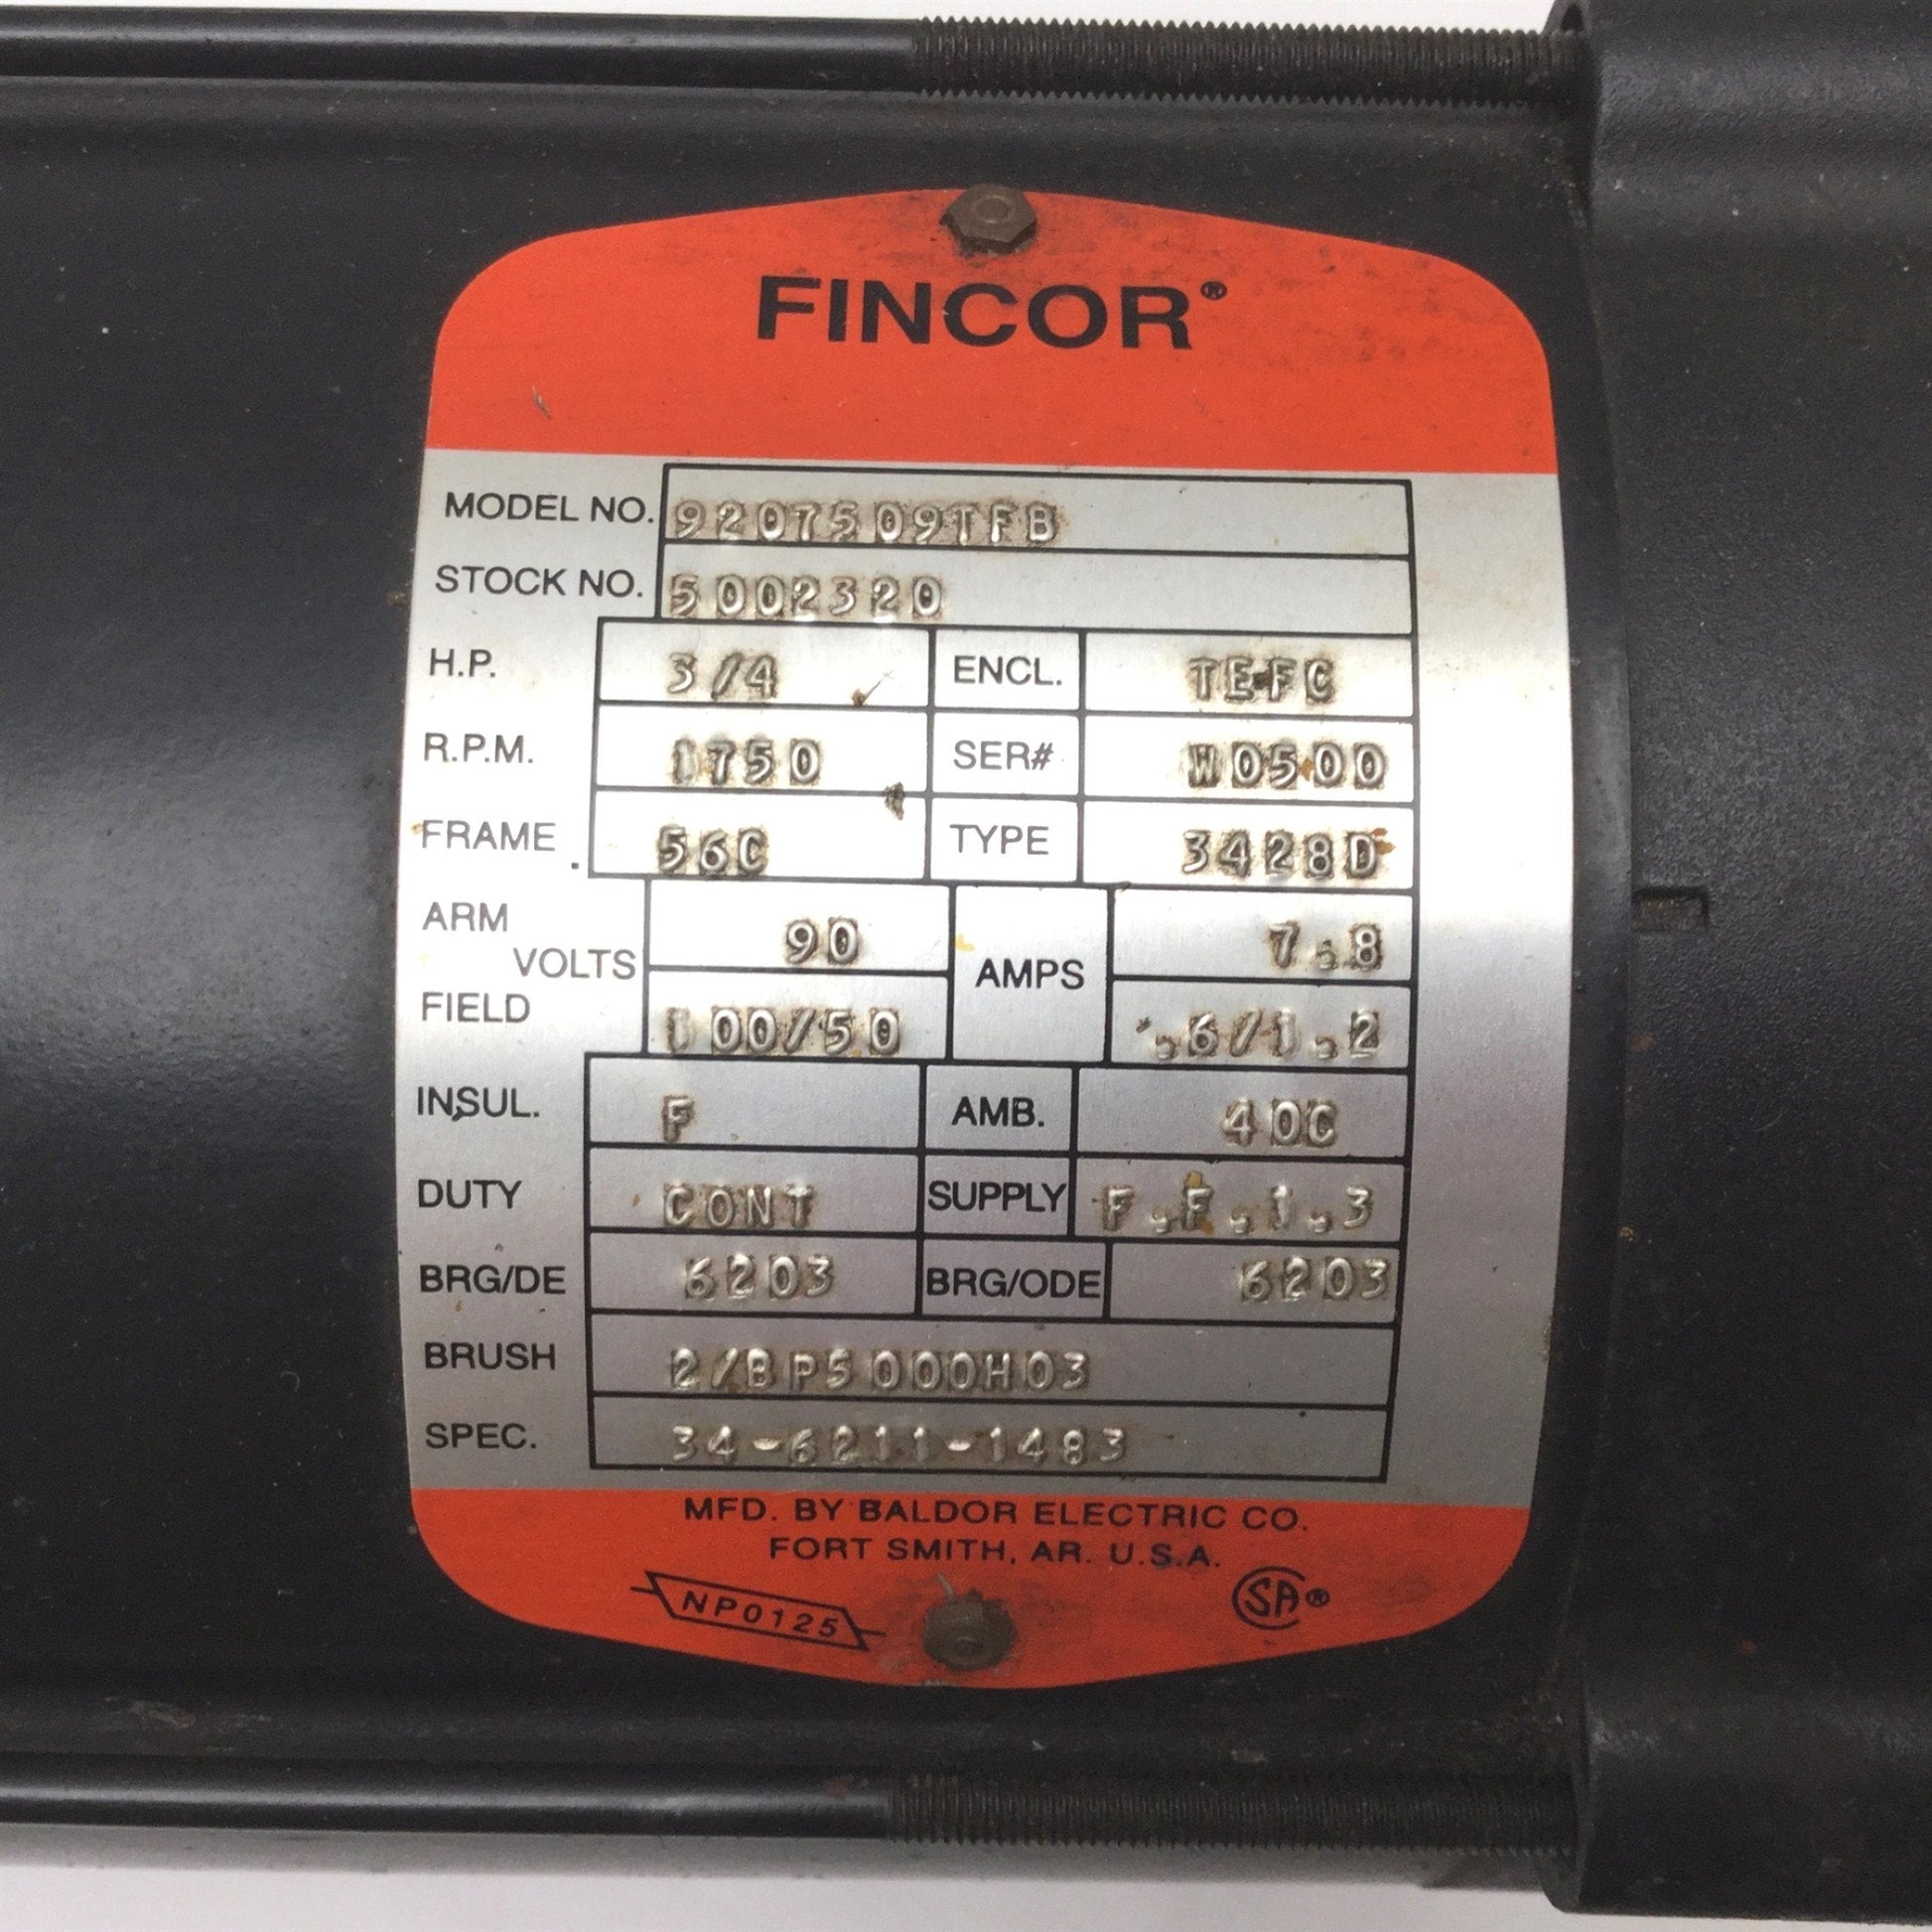 FINCOR®
MODEL NO. 9207509TFB
STOCK NO. 5002320
H.P. 3/4 ENCL. TEFC
R.P.M. 1750 SER# W0500
FRAME 56C TYPE 3428D
ARM VOLTS 90 AMPS 7.8
FIELD 100/50 .6/1.2
INSUL. F AMB. 40C
DUTY CONT SUPPLY F.F.1.3
BRG/DE 6203 BRG/ODE 6203
BRUSH 2/BP5000H03
SPEC. 34-6211-1483
MFD. BY BALDOR ELECTRIC CO.
FORT SMITH, AR. U.S.A.
NP0125 SA®